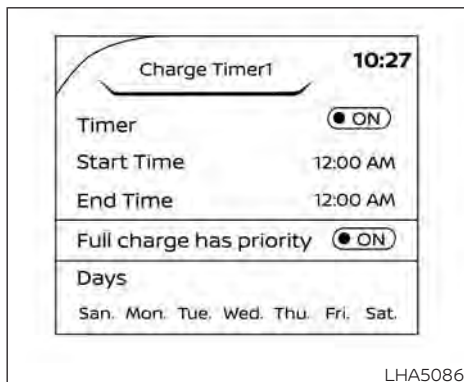 Charge Timer1 10:27
Timer ON
Start Time 12:00 AM
End Time 12:00 AM
Full charge has priority ON
Days
San. Mon. Tue. Wed. Thu. Fri. Sat.
LHA5086